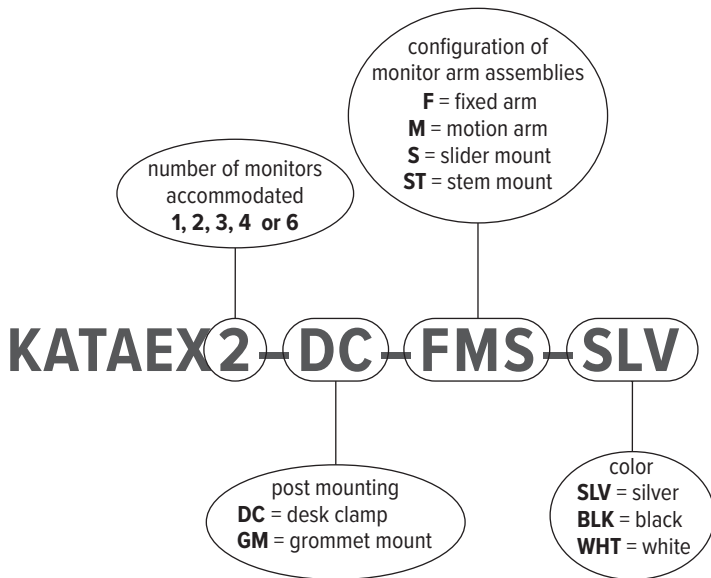 configuration of
monitor arm assemblies
F = fixed arm
M = motion arm
S = slider mount
ST = stem mount
number of monitors
accommodated
1, 2, 3, 4 or 6
KATAEX2–DC–FMS–SLV
post mounting
DC = desk clamp
GM = grommet mount
color
SLV = silver
BLK = black
WHT = white